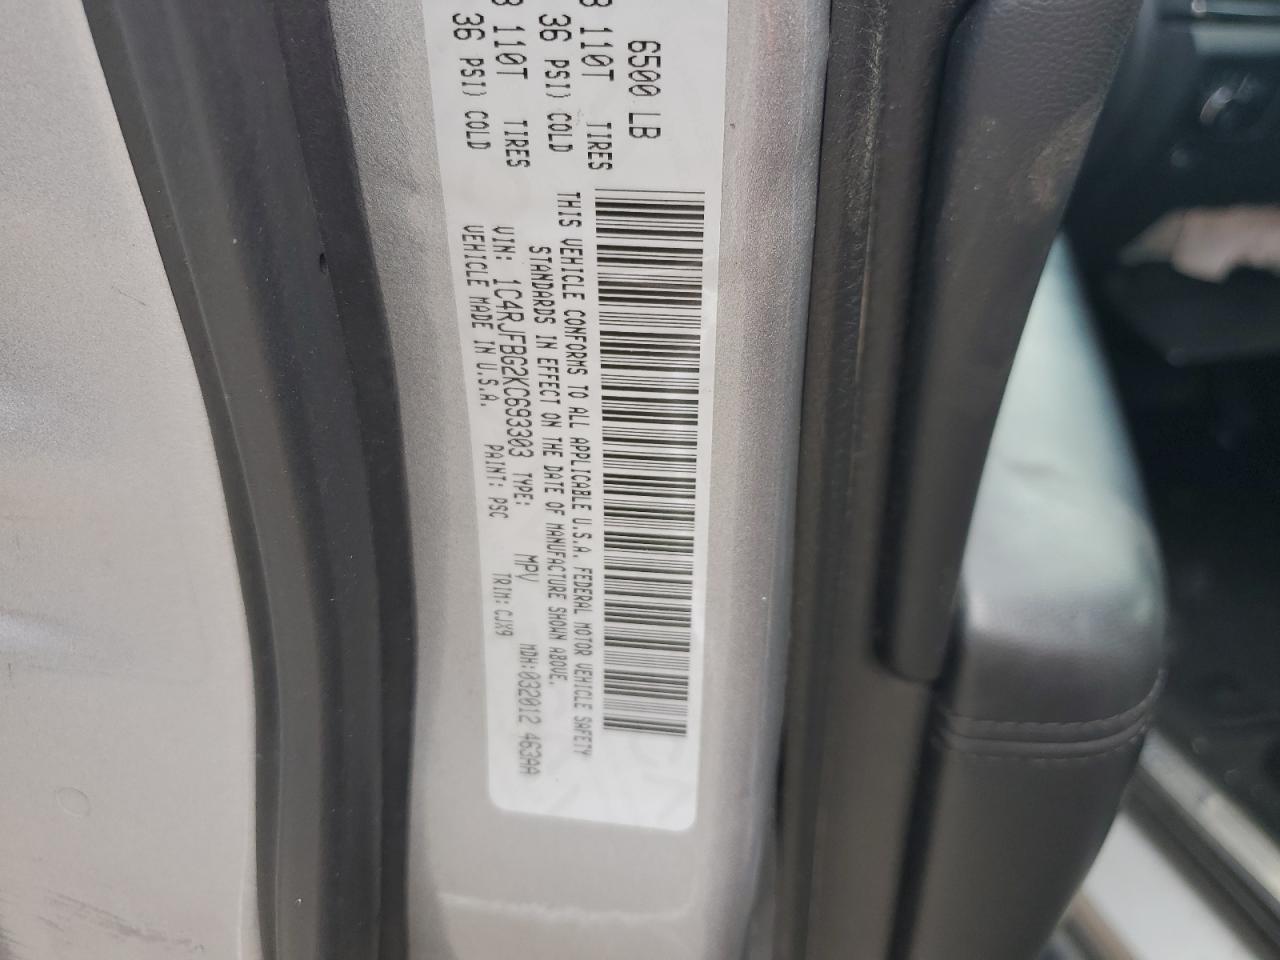 6500 LB
110T TIRES
36 PSI) COLD
110T TIRES
36 PSI) COLD
THIS VEHICLE CONFORMS TO ALL APPLICABLE U.S.A. FEDERAL MOTOR VEHICLE SAFETY
STANDARDS IN EFFECT ON THE DATE OF MANUFACTURE SHOWN ABOVE.
VIN: 1C4RJFBG2KC693303 TYPE: MPV MDH:032012 463AA
VEHICLE MADE IN U.S.A. PAINT: PSC TRIM: CJX9